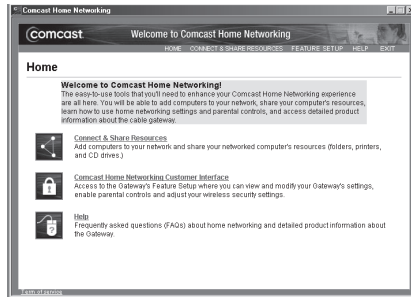 Comcast Home Networking
Comcast. Welcome to Comcast Home Networking
HOME CONNECT & SHARE RESOURCES FEATURE SETUP HELP EXIT
Home
Welcome to Comcast Home Networking!
The easy-to-use tools that you'll need to enhance your Comcast Home Networking experience
are all here. You will be able to add computers to your network, share your computer's resources,
learn how to use home networking settings and parental controls, and access detailed product
information about the cable gateway.
Connect & Share Resources
Add computers to your network and share your networked computer's resources (folders, printers,
and CD drives.)
Comcast Home Networking Customer Interface
Access to the Gateway's Feature Setup where you can view and modify your Gateway's settings,
enable parental controls and adjust your wireless security settings.
Help
Frequently asked questions (FAQs) about home networking and detailed product information about
the Gateway.
Term of service